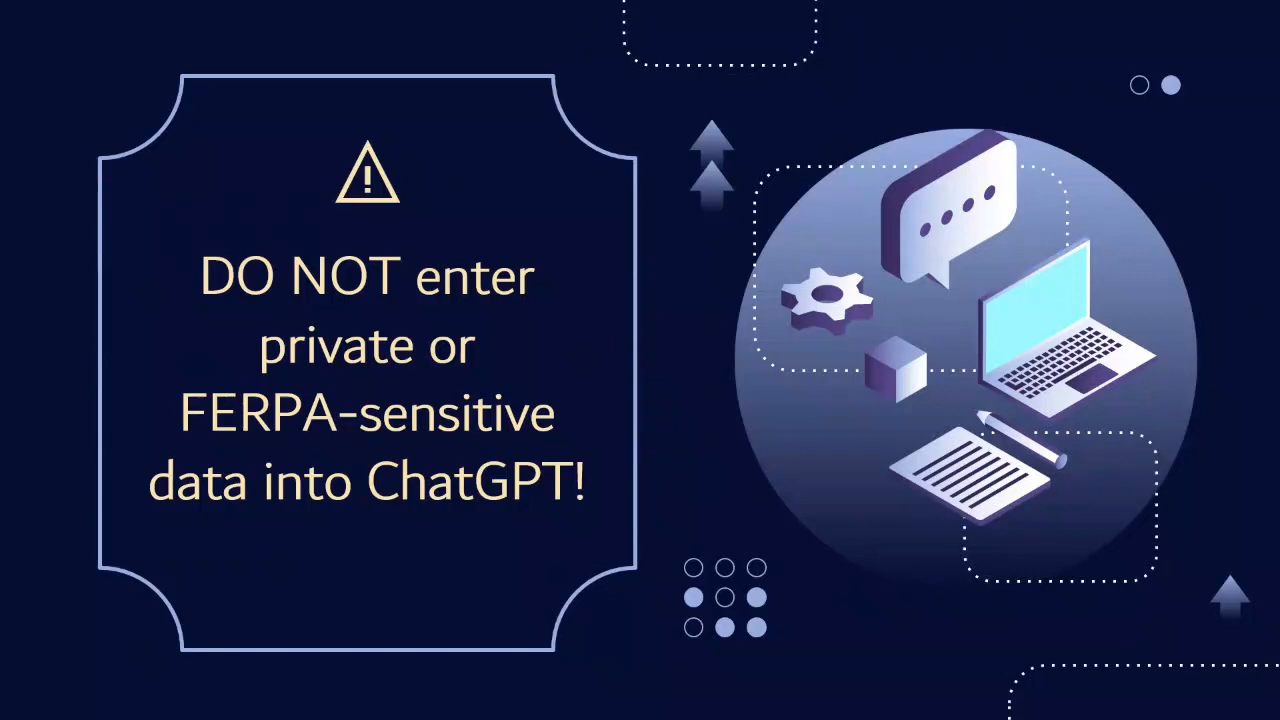 DO NOT enter
private or
FERPA-sensitive
data into ChatGPT!